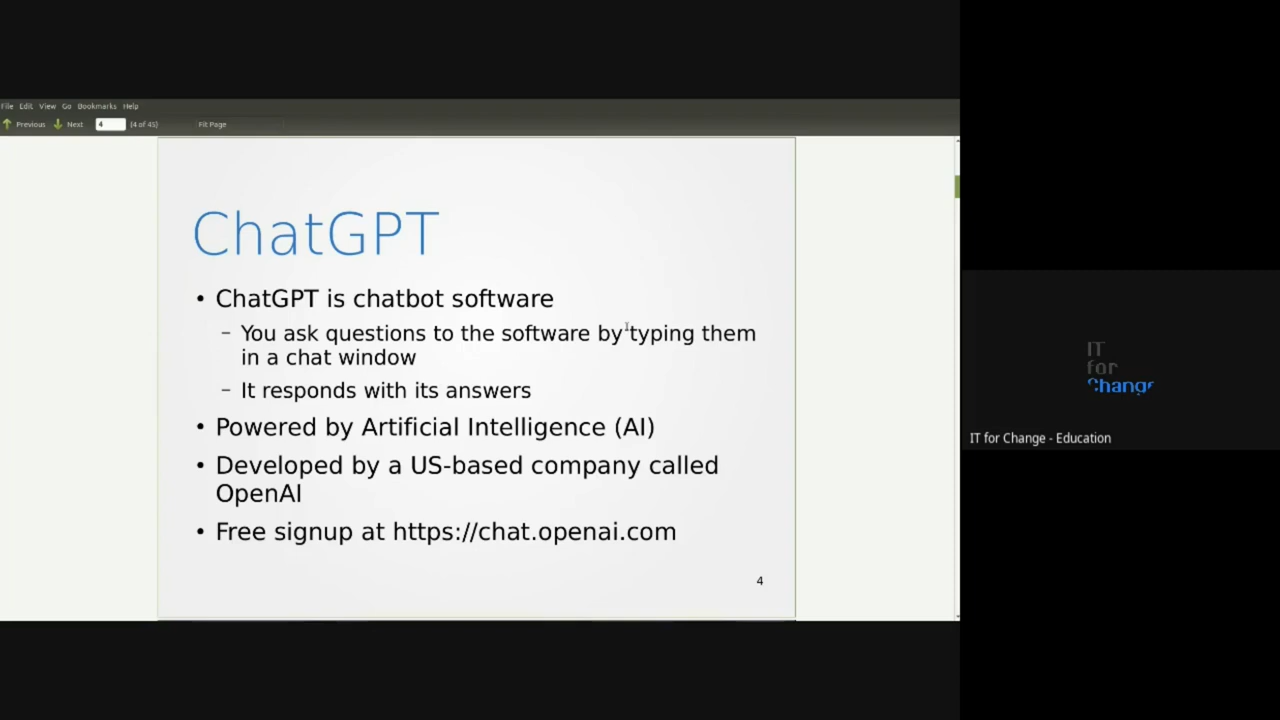 File Edit View Go Bookmarks Help
Previous Next 4 (4 of 45) Fit Page
ChatGPT
• ChatGPT is chatbot software
– You ask questions to the software by typing them
in a chat window
– It responds with its answers
• Powered by Artificial Intelligence (AI)
• Developed by a US-based company called
OpenAI
• Free signup at https://chat.openai.com
4
IT
for
Change
IT for Change - Education